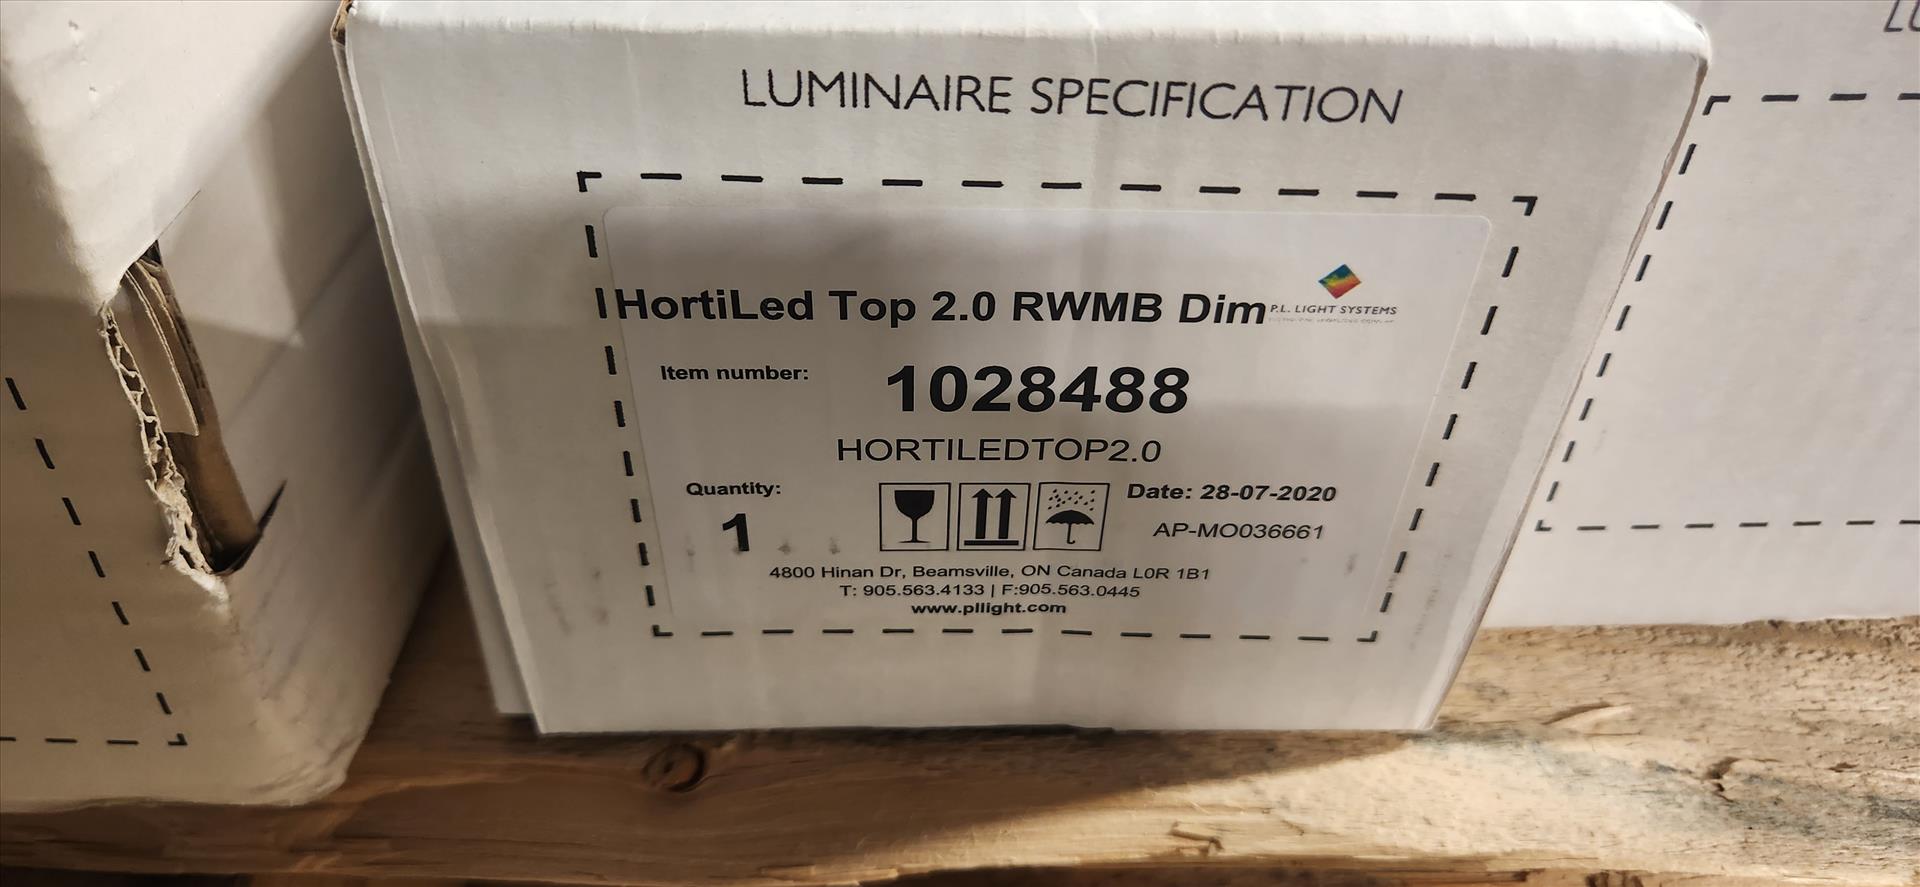 LUMINAIRE SPECIFICATION
HortiLed Top 2.0 RWMB Dim
P.L. LIGHT SYSTEMS
Item number: 1028488
HORTILEDTOP2.0
Quantity:
1
Date: 28-07-2020
AP-MO036661
4800 Hinan Dr, Beamsville, ON Canada L0R 1B1
T: 905.563.4133 | F:905.563.0445
www.pllight.com